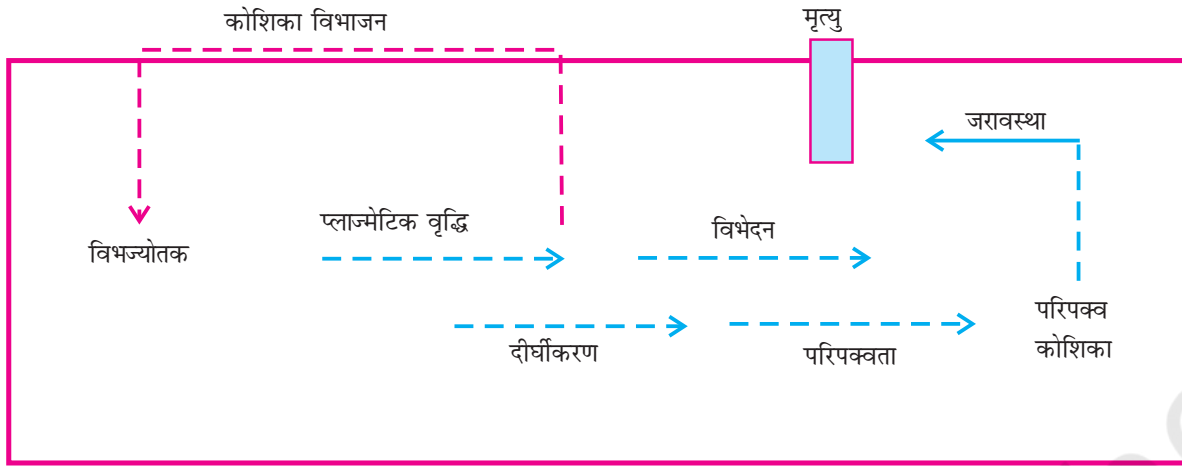 कोशिका विभाजन
मृत्यु
जरावस्था
प्लाज्मेटिक वृद्धि
विभेदन
विभज्योतक
परिपक्व
कोशिका
दीर्घीकरण
परिपक्वता